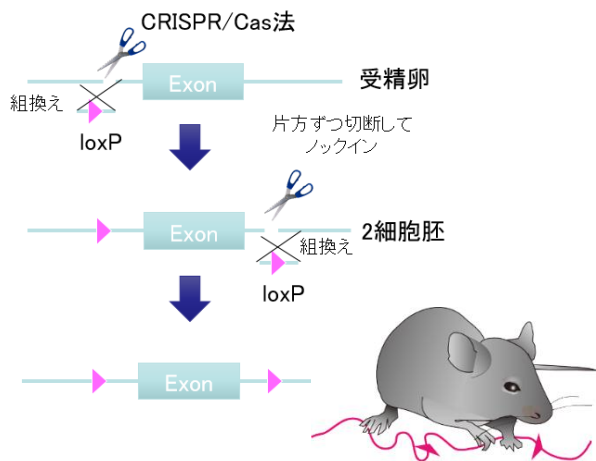 CRISPR/Cas法
Exon
受精卵
組換え
loxP
片方ずつ切断して
ノックイン
Exon
2細胞胚
組換え
loxP
Exon